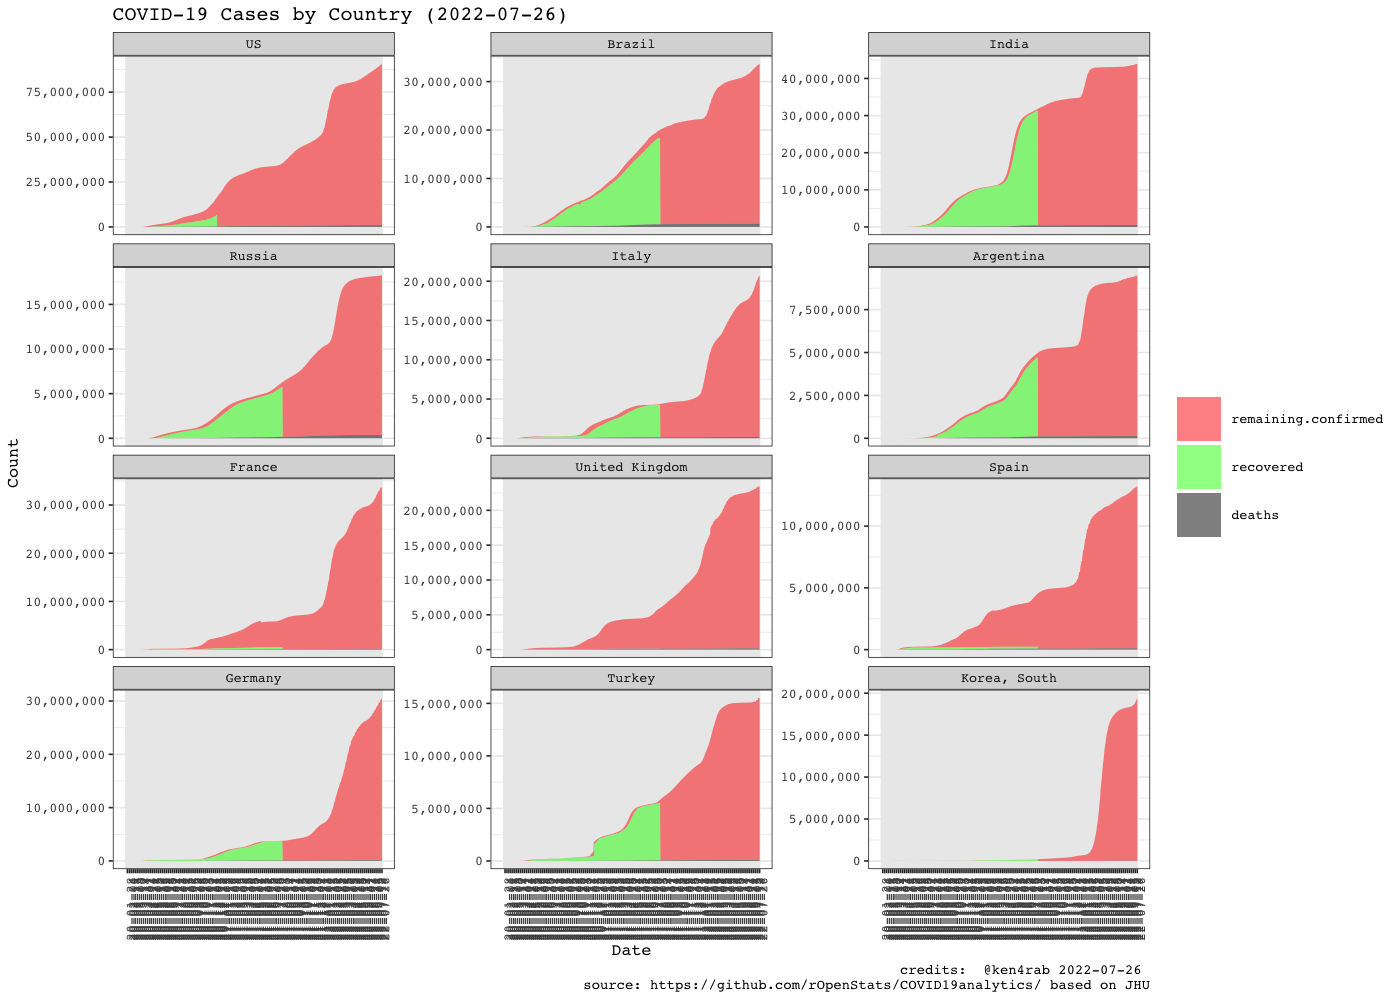 COVID-19 Cases by Country (2022-07-26)
US
Brazil
India
75,000,000
50,000,000
25,000,000
0
30,000,000
20,000,000
10,000,000
0
40,000,000
30,000,000
20,000,000
10,000,000
0
Russia
Italy
Argentina
15,000,000
10,000,000
5,000,000
0
20,000,000
15,000,000
10,000,000
5,000,000
0
7,500,000
5,000,000
2,500,000
0
France
United Kingdom
Spain
30,000,000
20,000,000
10,000,000
0
20,000,000
15,000,000
10,000,000
5,000,000
0
10,000,000
5,000,000
0
Germany
Turkey
Korea, South
30,000,000
20,000,000
10,000,000
0
15,000,000
10,000,000
5,000,000
0
20,000,000
15,000,000
10,000,000
5,000,000
0
Count
Date
remaining.confirmed
recovered
deaths
credits: @ken4rab 2022-07-26
source: https://github.com/rOpenStats/COVID19analytics/ based on JHU